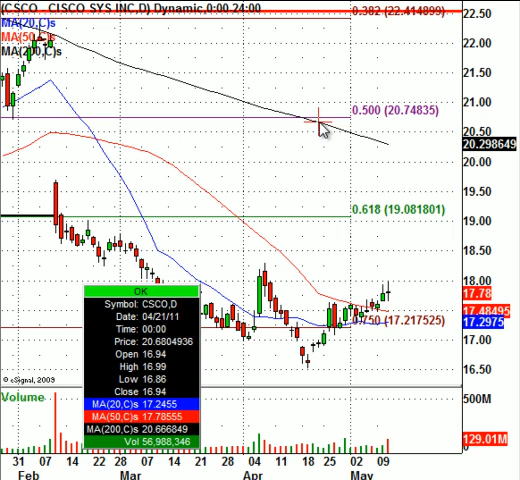 (CSCO - CISCO SYS INC,D) Dynamic,0:00-24:00
MA(20,C)s
MA(50,C)s
MA(200,C)s
0.382 (22.414899)
0.500 (20.74835)
0.618 (19.081801)
0.750 (17.217525)
22.50
22.00
21.50
21.00
20.50
20.298649
20.00
19.50
19.00
18.50
18.00
17.78
17.48495
17.2975
17.00
16.50
OK
Symbol: CSCO,D
Date: 04/21/11
Time: 00:00
Price: 20.6804936
Open 16.94
High 16.99
Low 16.86
Close 16.94
MA(20,C)s 17.2455
MA(50,C)s 17.78555
MA(200,C)s 20.666849
Vol 56,988,346
© eSignal, 2009
Volume
500M
129.01M
31 07 14 22 28 07 14 21 28 04 11 18 25 02 09
Feb Mar Apr May